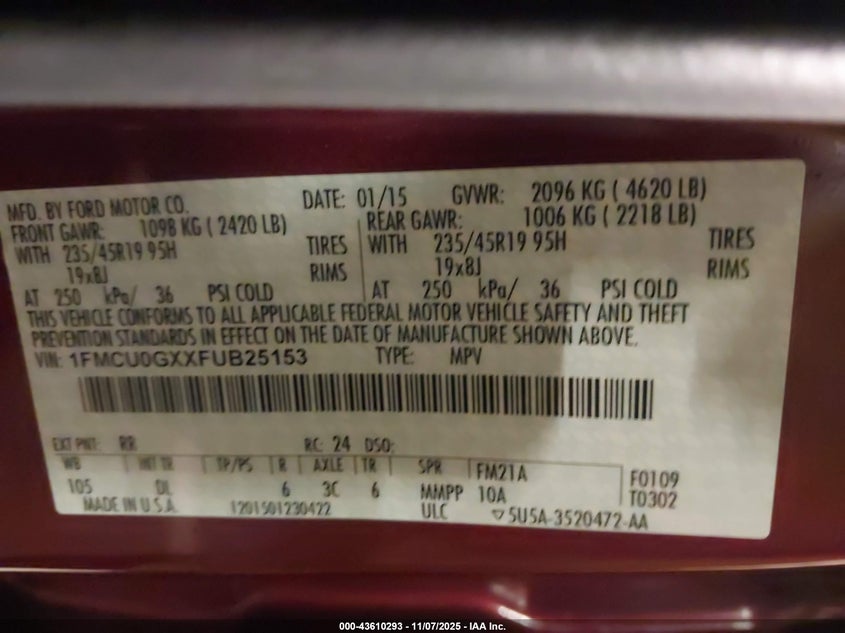 MFD. BY FORD MOTOR CO. DATE: 01/15 GVWR: 2096 KG ( 4620 LB)
FRONT GAWR: 1098 KG ( 2420 LB) REAR GAWR: 1006 KG ( 2218 LB)
WITH 235/45R19 95H TIRES WITH 235/45R19 95H TIRES
19x8J RIMS 19x8J RIMS
AT 250 kPa/ 36 PSI COLD AT 250 kPa/ 36 PSI COLD
THIS VEHICLE CONFORMS TO ALL APPLICABLE FEDERAL MOTOR VEHICLE SAFETY AND THEFT
PREVENTION STANDARDS IN EFFECT ON THE DATE OF MANUFACTURE SHOWN ABOVE.
VIN: 1FMCU0GXXFUB25153 TYPE: MPV
EXT PNT: RR RC: 24 DSO:
WB INT TR TP/PS R AXLE TR SPR FM21A F0109
105 DL 6 3C 6 MMPP 10A T0302
MADE IN U.S.A. 1201501230422 ULC ▽5U5A-3520472-AA
000-43610293 - 11/07/2025 - IAA Inc.